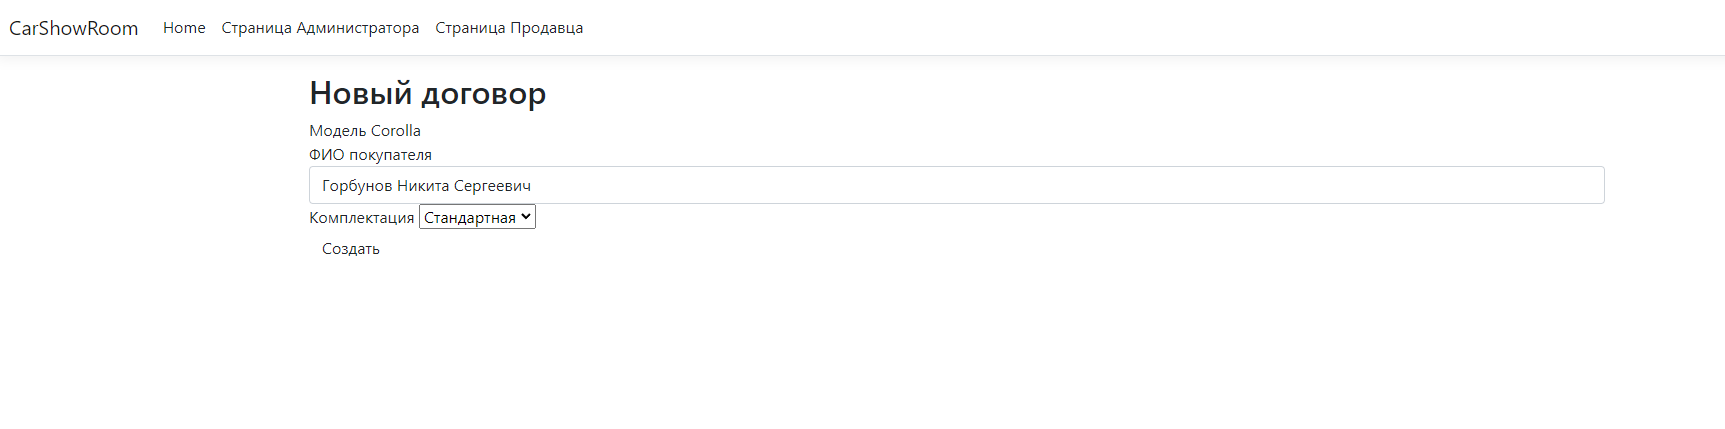 CarShowRoom Home Страница Администратора Страница Продавца
Новый договор
Модель Corolla
ФИО покупателя
Горбунов Никита Сергеевич
Комплектация Стандартная
Создать